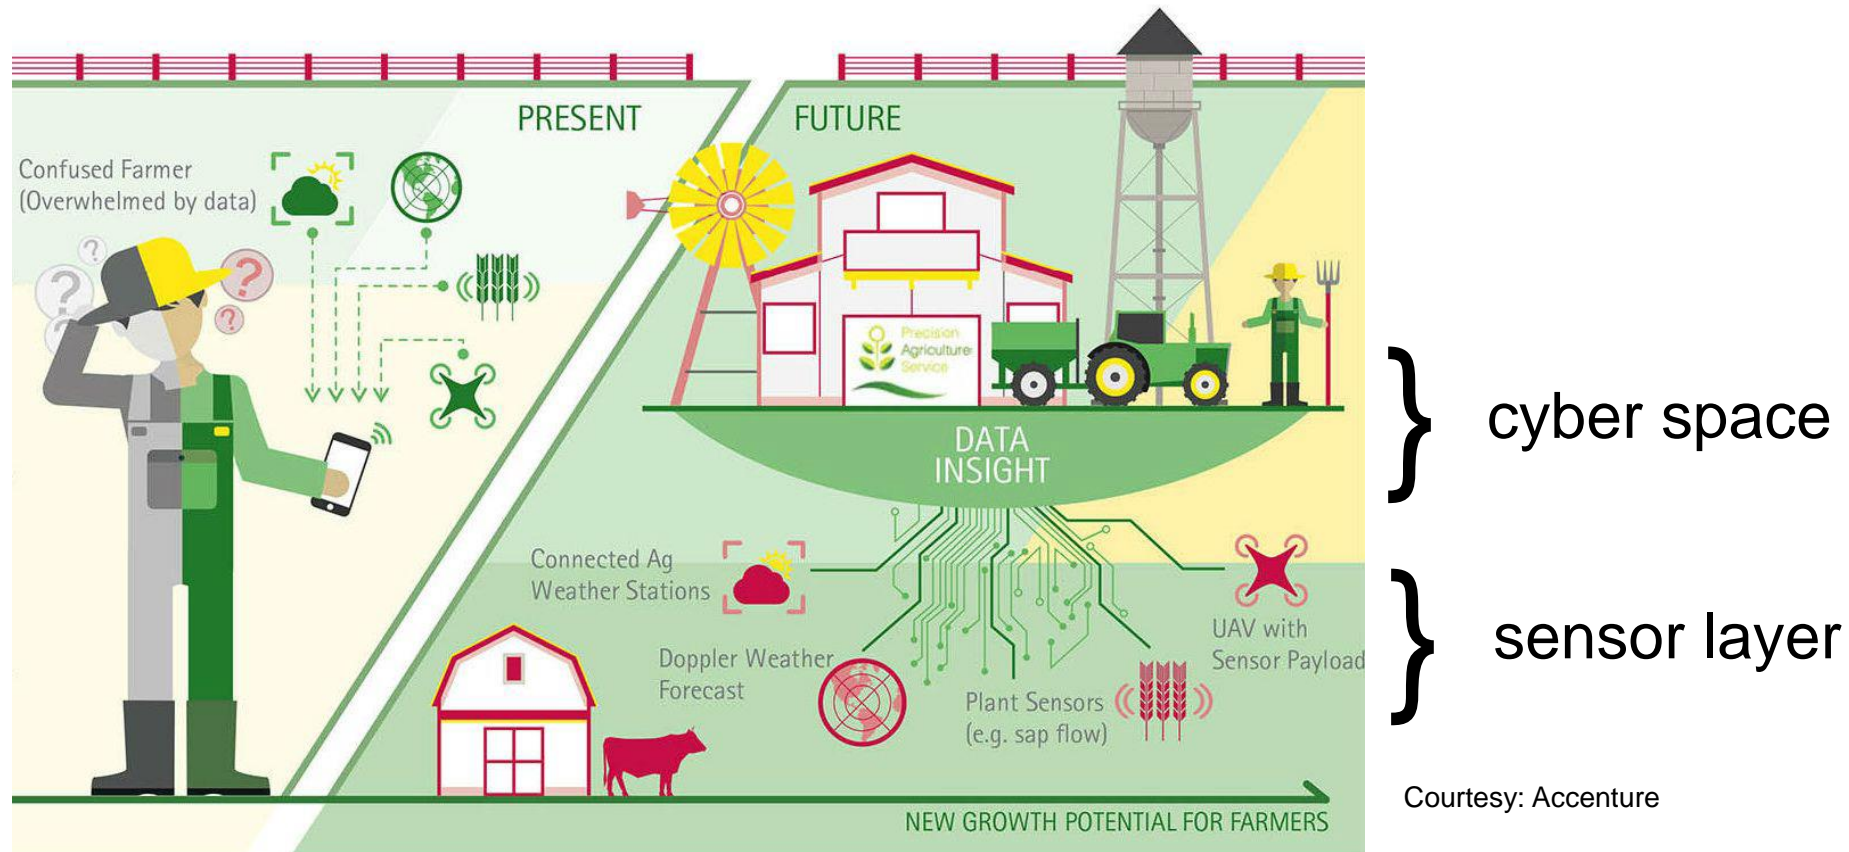 PRESENT
FUTURE
Confused Farmer
(Overwhelmed by data)
?
?
?
?
?
Precision
Agriculture
Service
DATA
INSIGHT
} cyber space
Connected Ag
Weather Stations
UAV with
Sensor Payload
} sensor layer
Doppler Weather
Forecast
Plant Sensors
(e.g. sap flow)
Courtesy: Accenture
NEW GROWTH POTENTIAL FOR FARMERS